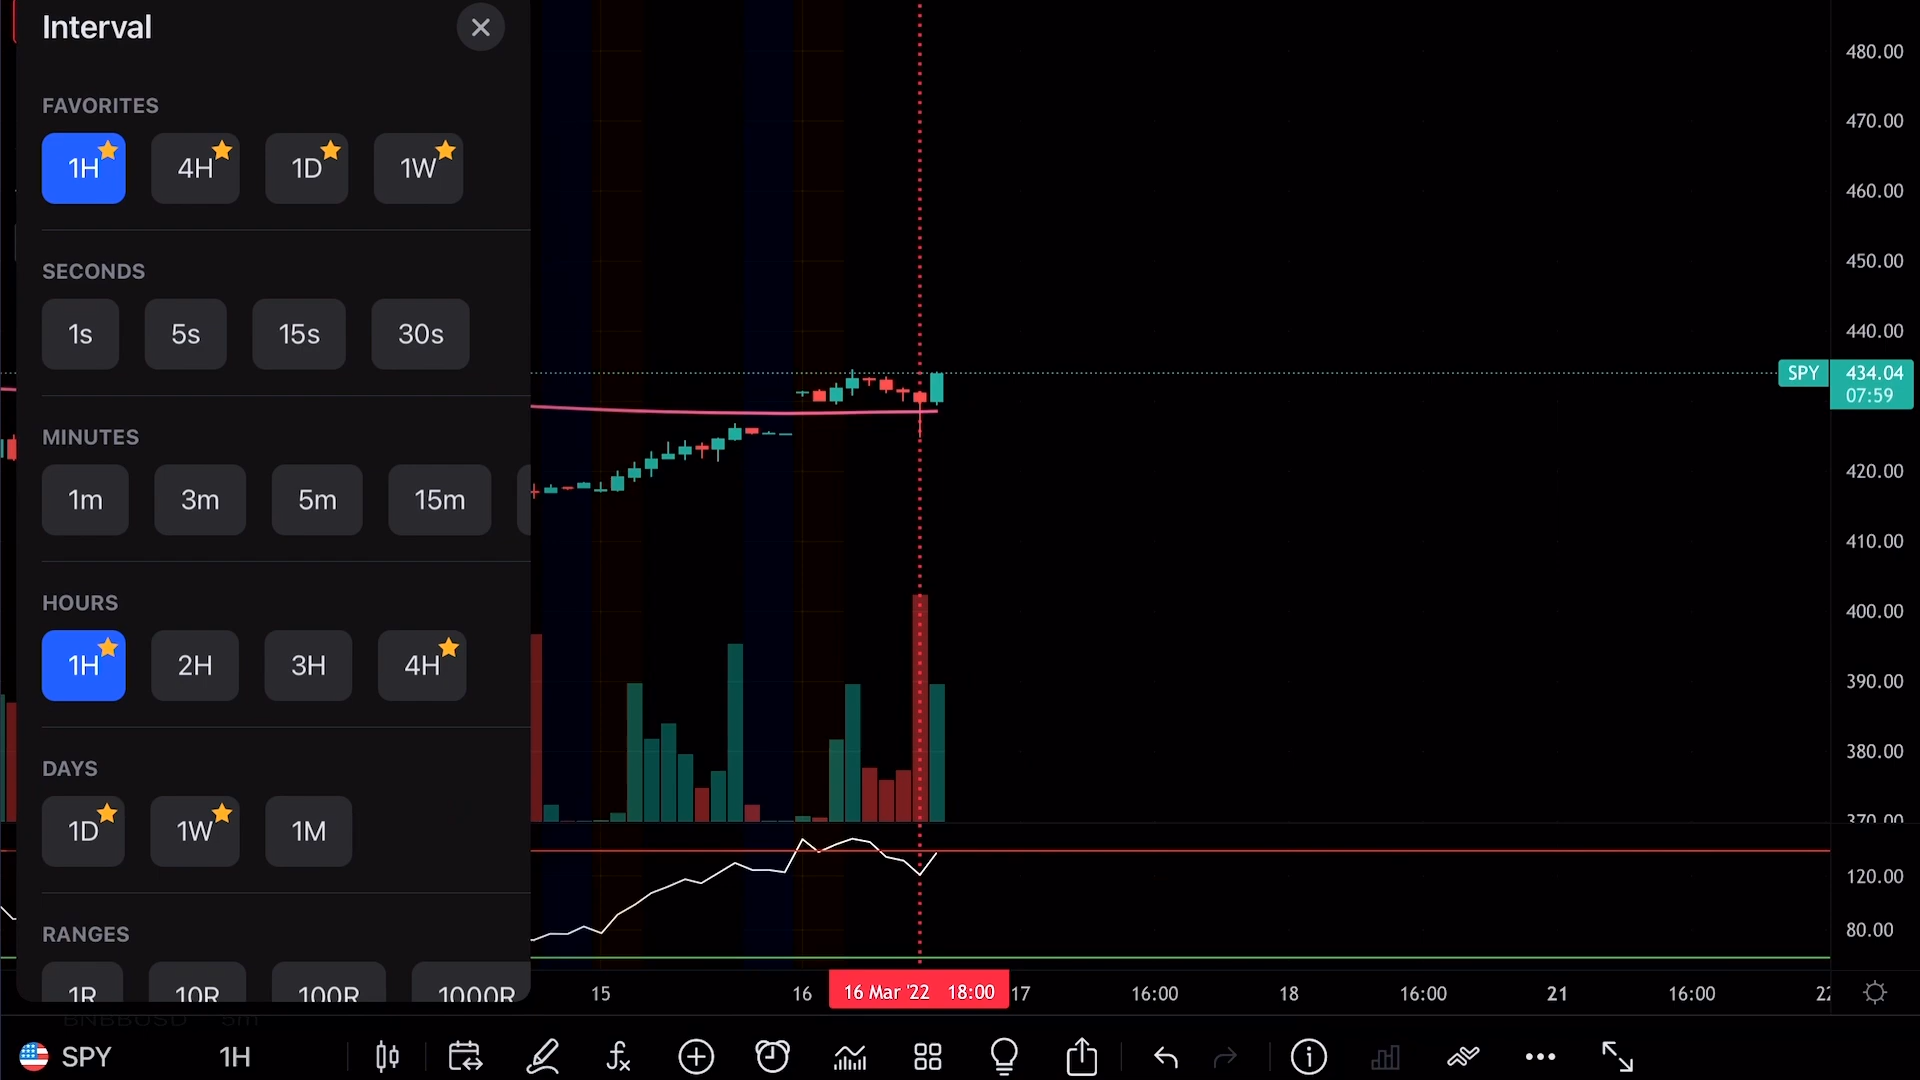 Interval
FAVORITES
1H 4H 1D 1W
SECONDS
1s 5s 15s 30s
MINUTES
1m 3m 5m 15m
HOURS
1H 2H 3H 4H
DAYS
1D 1W 1M
RANGES
1R 10R 100R 1000R
BNBBUSD 5m
480.00
470.00
460.00
450.00
440.00
SPY 434.04
07:59
420.00
410.00
400.00
390.00
380.00
370.00
120.00
80.00
15 16 16 Mar '22 18:00 17 16:00 18 16:00 21 16:00 22
SPY 1H